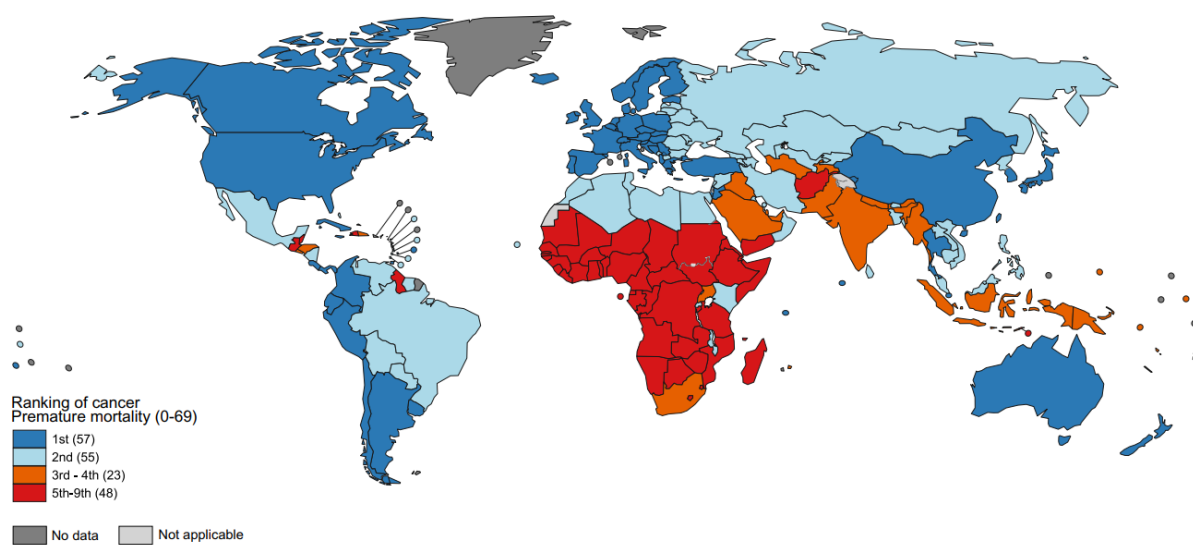 Ranking of cancer
Premature mortality (0-69)
1st (57)
2nd (55)
3rd - 4th (23)
5th-9th (48)
No data
Not applicable